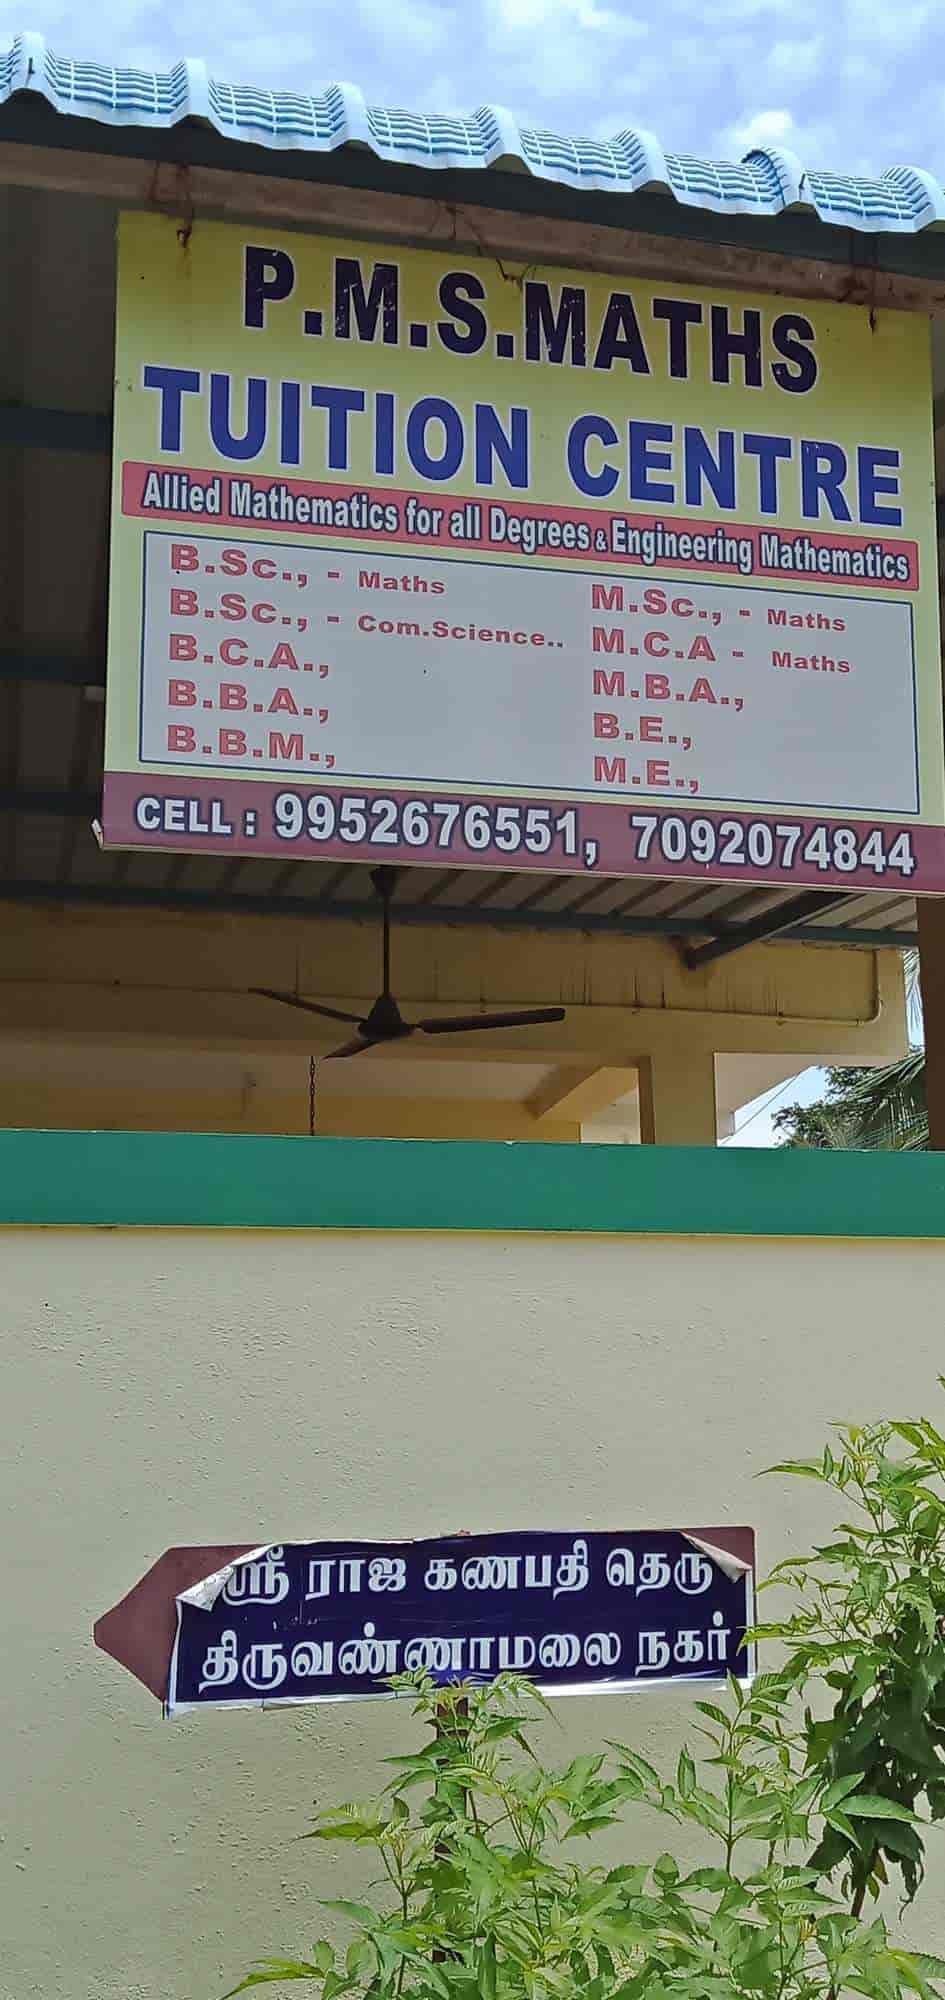 P.M.S.MATHS
TUITION CENTRE
Allied Mathematics for all Degrees & Engineering Mathematics
B.Sc., - Maths
B.Sc., - Com.Science..
B.C.A.,
B.B.A.,
B.B.M.,
M.Sc., - Maths
M.C.A - Maths
M.B.A.,
B.E.,
M.E.,
CELL : 9952676551, 7092074844
ஸ்ரீ ராஜ கணபதி தெரு
திருவண்ணாமலை நகர்